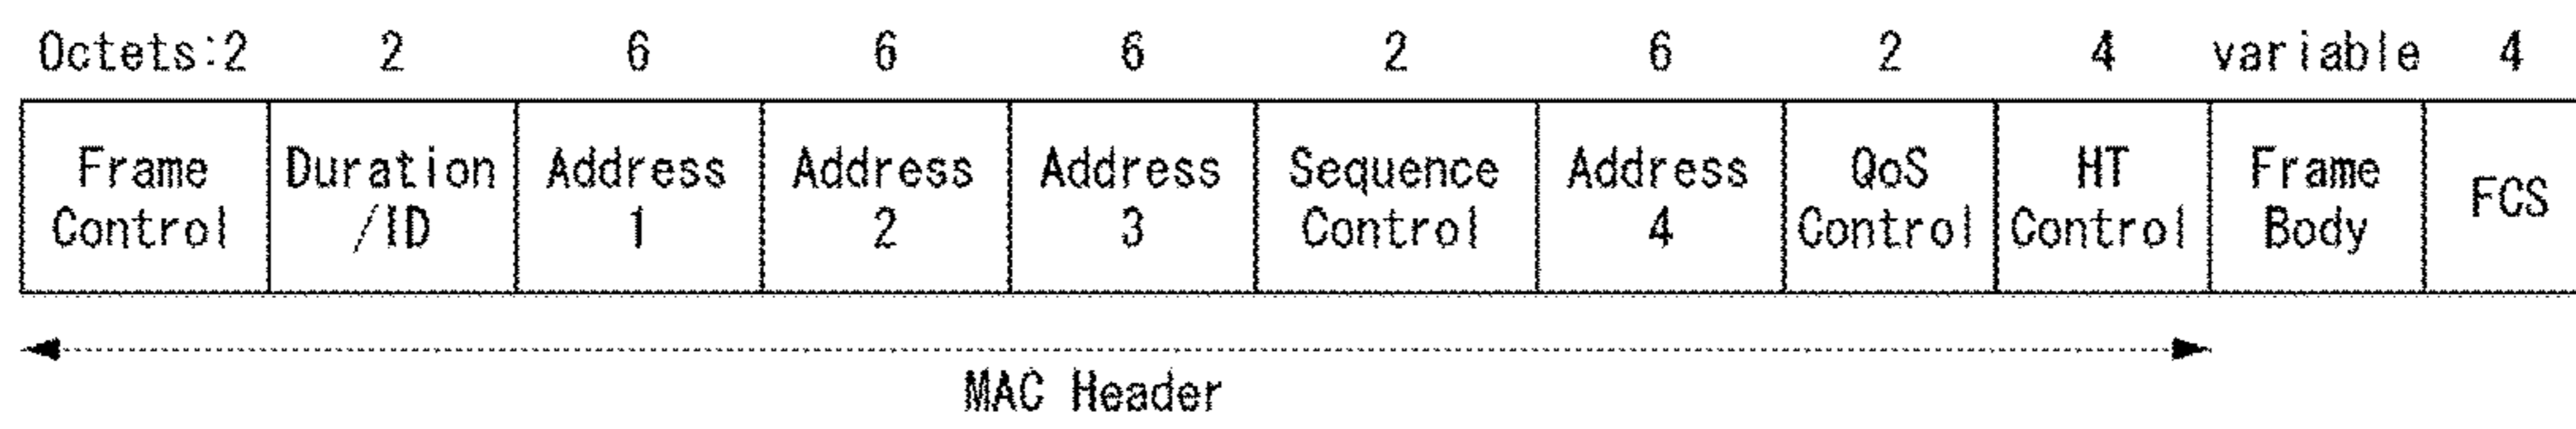 Octets:2 2 6 6 6 2 6 2 4 variable 4
Frame Duration Address Address Address Sequence Address QoS HT Frame FCS
Control /ID 1 2 3 Control 4 Control Control Body
MAC Header